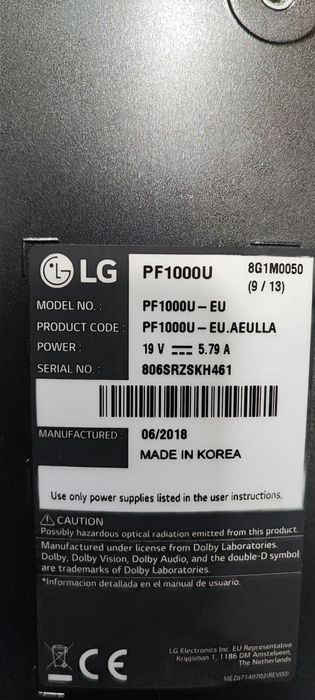 LG PF1000U 8G1M0050
(9 / 13)
MODEL NO. : PF1000U-EU
PRODUCT CODE : PF1000U-EU.AEULLA
POWER : 19 V 5.79 A
SERIAL NO. : 806SRZSKH461
MANUFACTURED : 06/2018
MADE IN KOREA
Use only power supplies listed in the user instructions.
CAUTION
Possibly hazardous optical radiation emitted from this product.
Manufactured under license from Dolby Laboratories.
Dolby, Dolby Vision, Dolby Audio, and the double-D symbol
are trademarks of Dolby Laboratories.
*Informacion detallada en el manual de usuario.
CE
LG Electronics Inc. EU Representative
Krijgsman 1, 1186 DM Amstelveen,
The Netherlands
MEZ67149702(REV00)